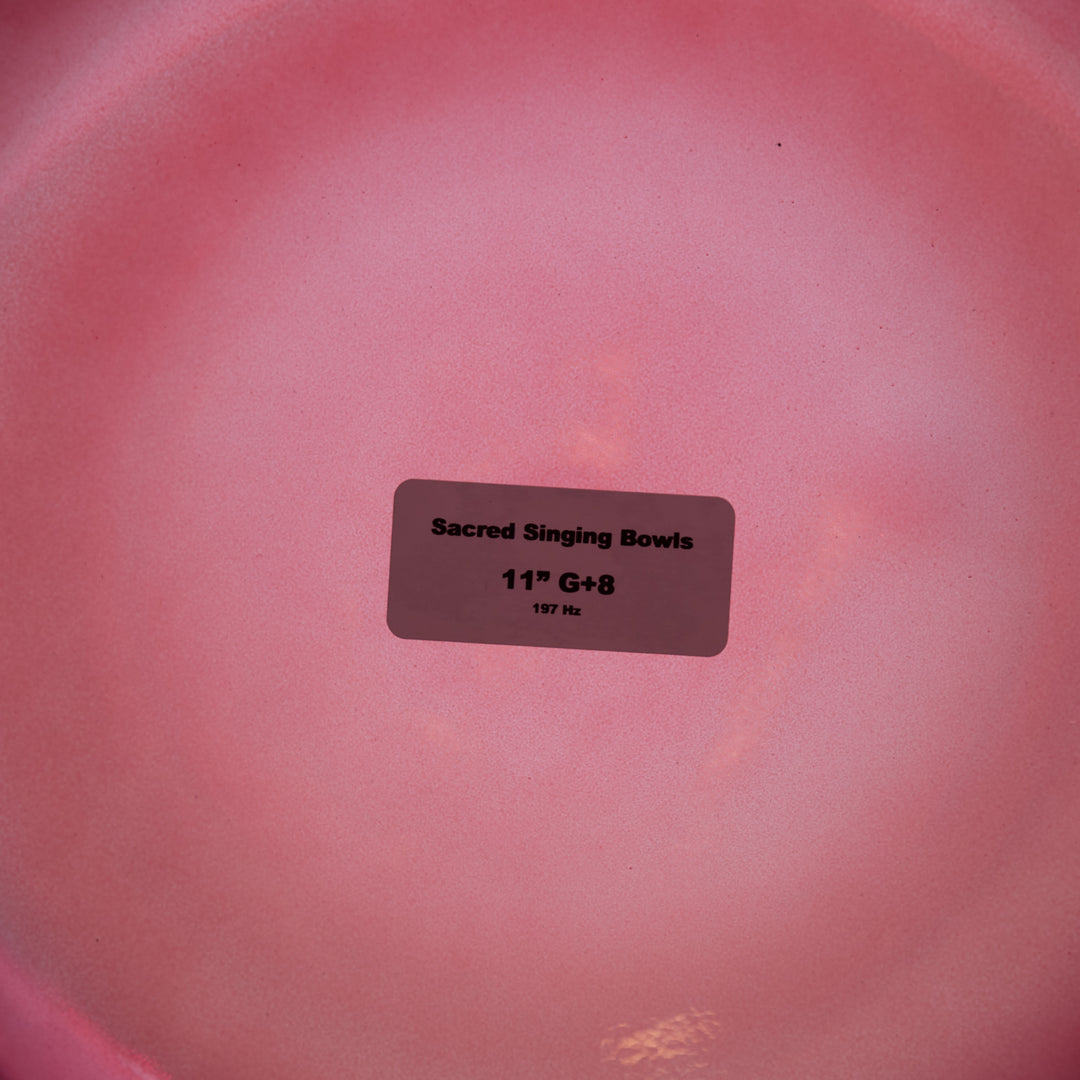 Sacred Singing Bowls
11” G+8
197 Hz